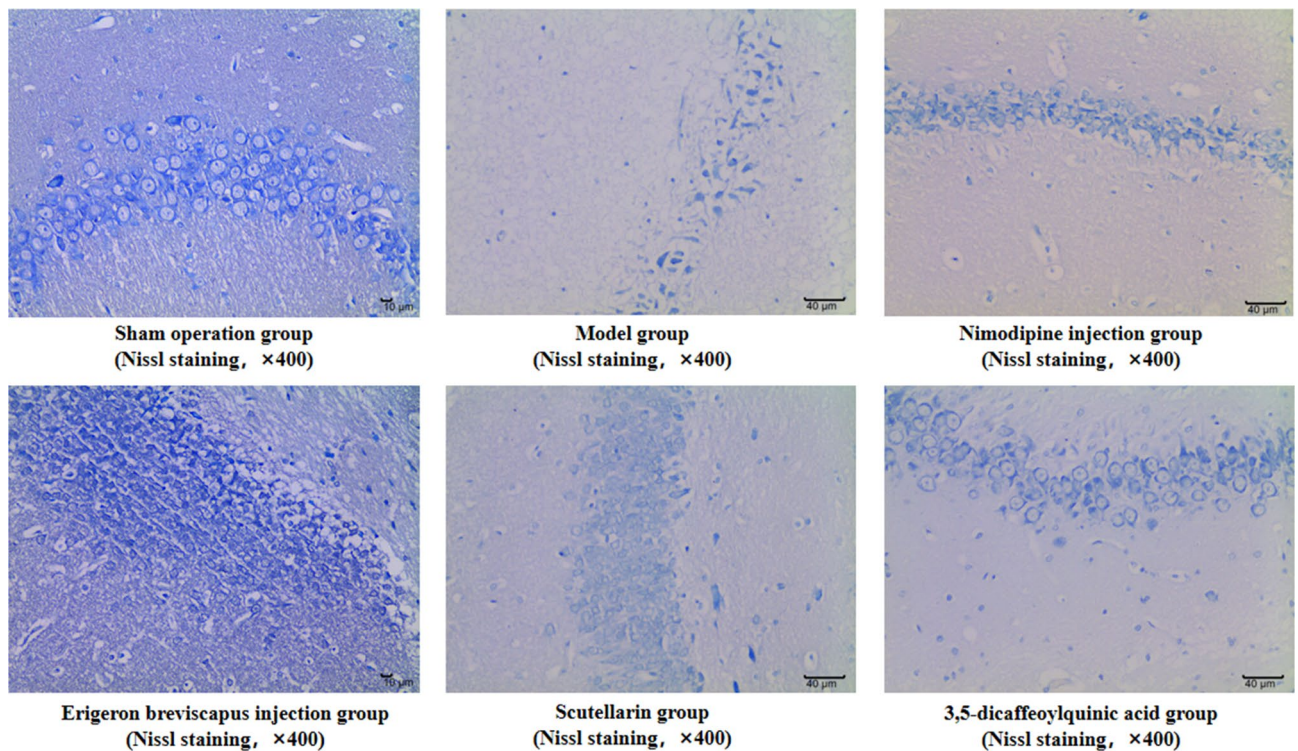 10 μm
40 μm
40 μm
Sham operation group
(Nissl staining, ×400)
Model group
(Nissl staining, ×400)
Nimodipine injection group
(Nissl staining, ×400)
10 μm
40 μm
40 μm
Erigeron breviscapus injection group
(Nissl staining, ×400)
Scutellarin group
(Nissl staining, ×400)
3,5-dicaffeoylquinic acid group
(Nissl staining, ×400)